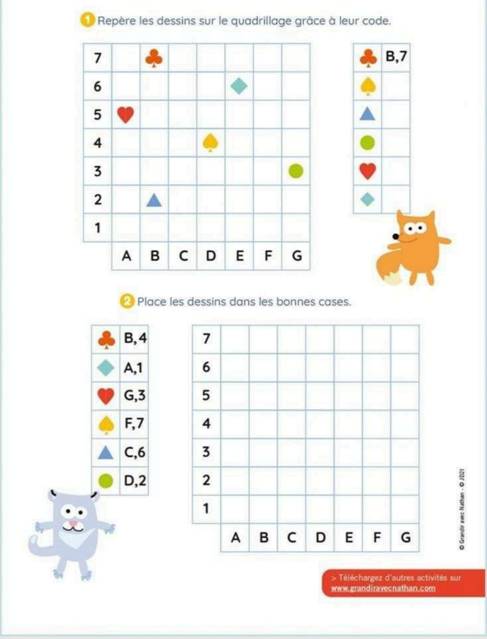 1 Repère les dessins sur le quadrillage grâce à leur code.
7
6
5
4
3
2
1
A B C D E F G
B,7
2 Place les dessins dans les bonnes cases.
B,4
A,1
G,3
F,7
C,6
D,2
7
6
5
4
3
2
1
A B C D E F G
© Grandir avec Nathan - © 2021
> Téléchargez d'autres activités sur
www.grandiravecnathan.com